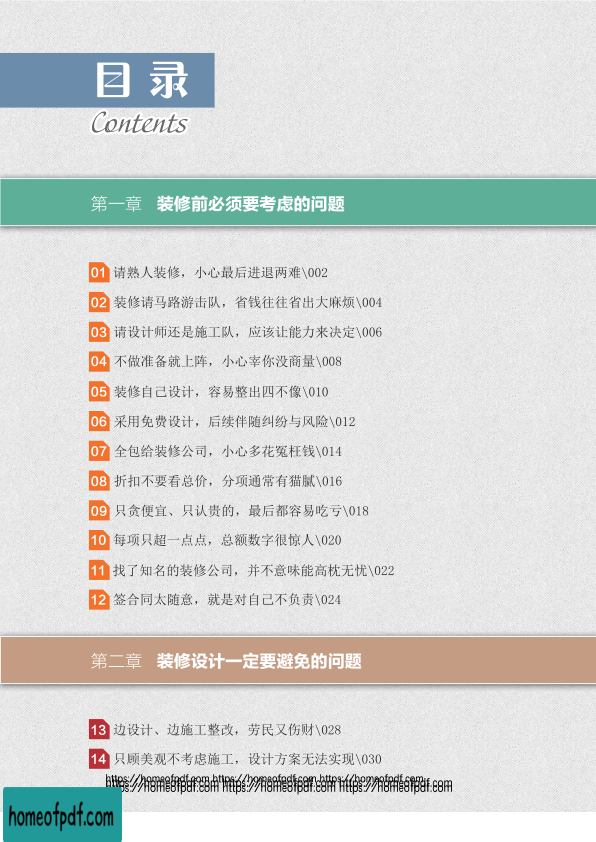 目录
Contents
第一章 装修前必须要考虑的问题
01 请熟人装修，小心最后进退两难\002
02 装修请马路游击队，省钱往往省出大麻烦\004
03 请设计师还是施工队，应该让能力来决定\006
04 不做准备就上阵，小心宰你没商量\008
05 装修自己设计，容易整出四不像\010
06 采用免费设计，后续伴随纠纷与风险\012
07 全包给装修公司，小心多花冤枉钱\014
08 折扣不要看总价，分项通常有猫腻\016
09 只贪便宜、只认贵的，最后都容易吃亏\018
10 每项只超一点点，总额数字很惊人\020
11 找了知名的装修公司，并不意味能高枕无忧\022
12 签合同太随意，就是对自己不负责\024
第二章 装修设计一定要避免的问题
13 边设计、边施工整改，劳民又伤财\028
14 只顾美观不考虑施工，设计方案无法实现\030
https://homeofpdf.com https://homeofpdf.com https://homeofpdf.com
https://homeofpdf.com https://homeofpdf.com https://homeofpdf.com
homeofpdf.com